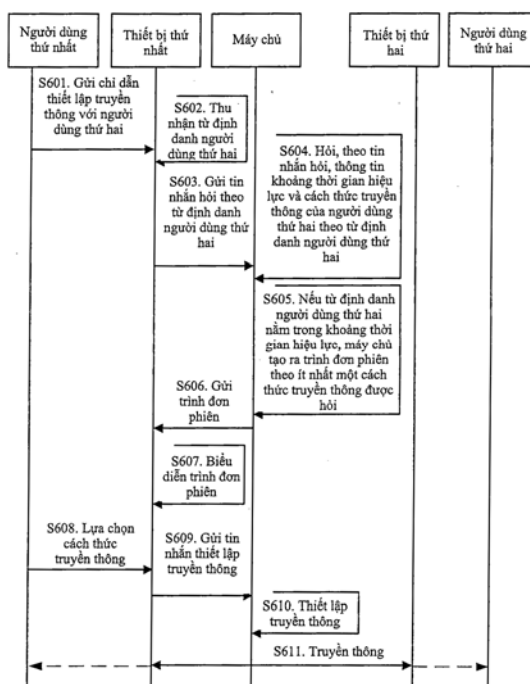 Người dùng
thứ nhất
Thiết bị thứ
nhất
Máy chủ
Thiết bị thứ
hai
Người dùng
thứ hai
S601. Gửi chỉ dẫn
thiết lập truyền
thông với người
dùng thứ hai
S602. Thu
nhận từ định
danh người
dùng thứ hai
S603. Gửi tin
nhắn hỏi theo
từ định danh
người dùng
thứ hai
S604. Hỏi, theo tin
nhắn hỏi, thông tin
khoảng thời gian hiệu
lực và cách thức truyền
thông của người dùng
thứ hai theo từ định
danh người dùng thứ
hai
S605. Nếu từ định danh
người dùng thứ hai
nằm trong khoảng thời
gian hiệu lực, máy chủ
tạo ra trình đơn phiên
theo ít nhất một cách
thức truyền thông được
hỏi
S606. Gửi
trình đơn
phiên
S607. Biểu
diễn trình đơn
phiên
S608. Lựa chọn
cách thức
truyền thông
S609. Gửi tin
nhắn thiết lập
truyền thông
S610. Thiết lập
truyền thông
S611. Truyền thông